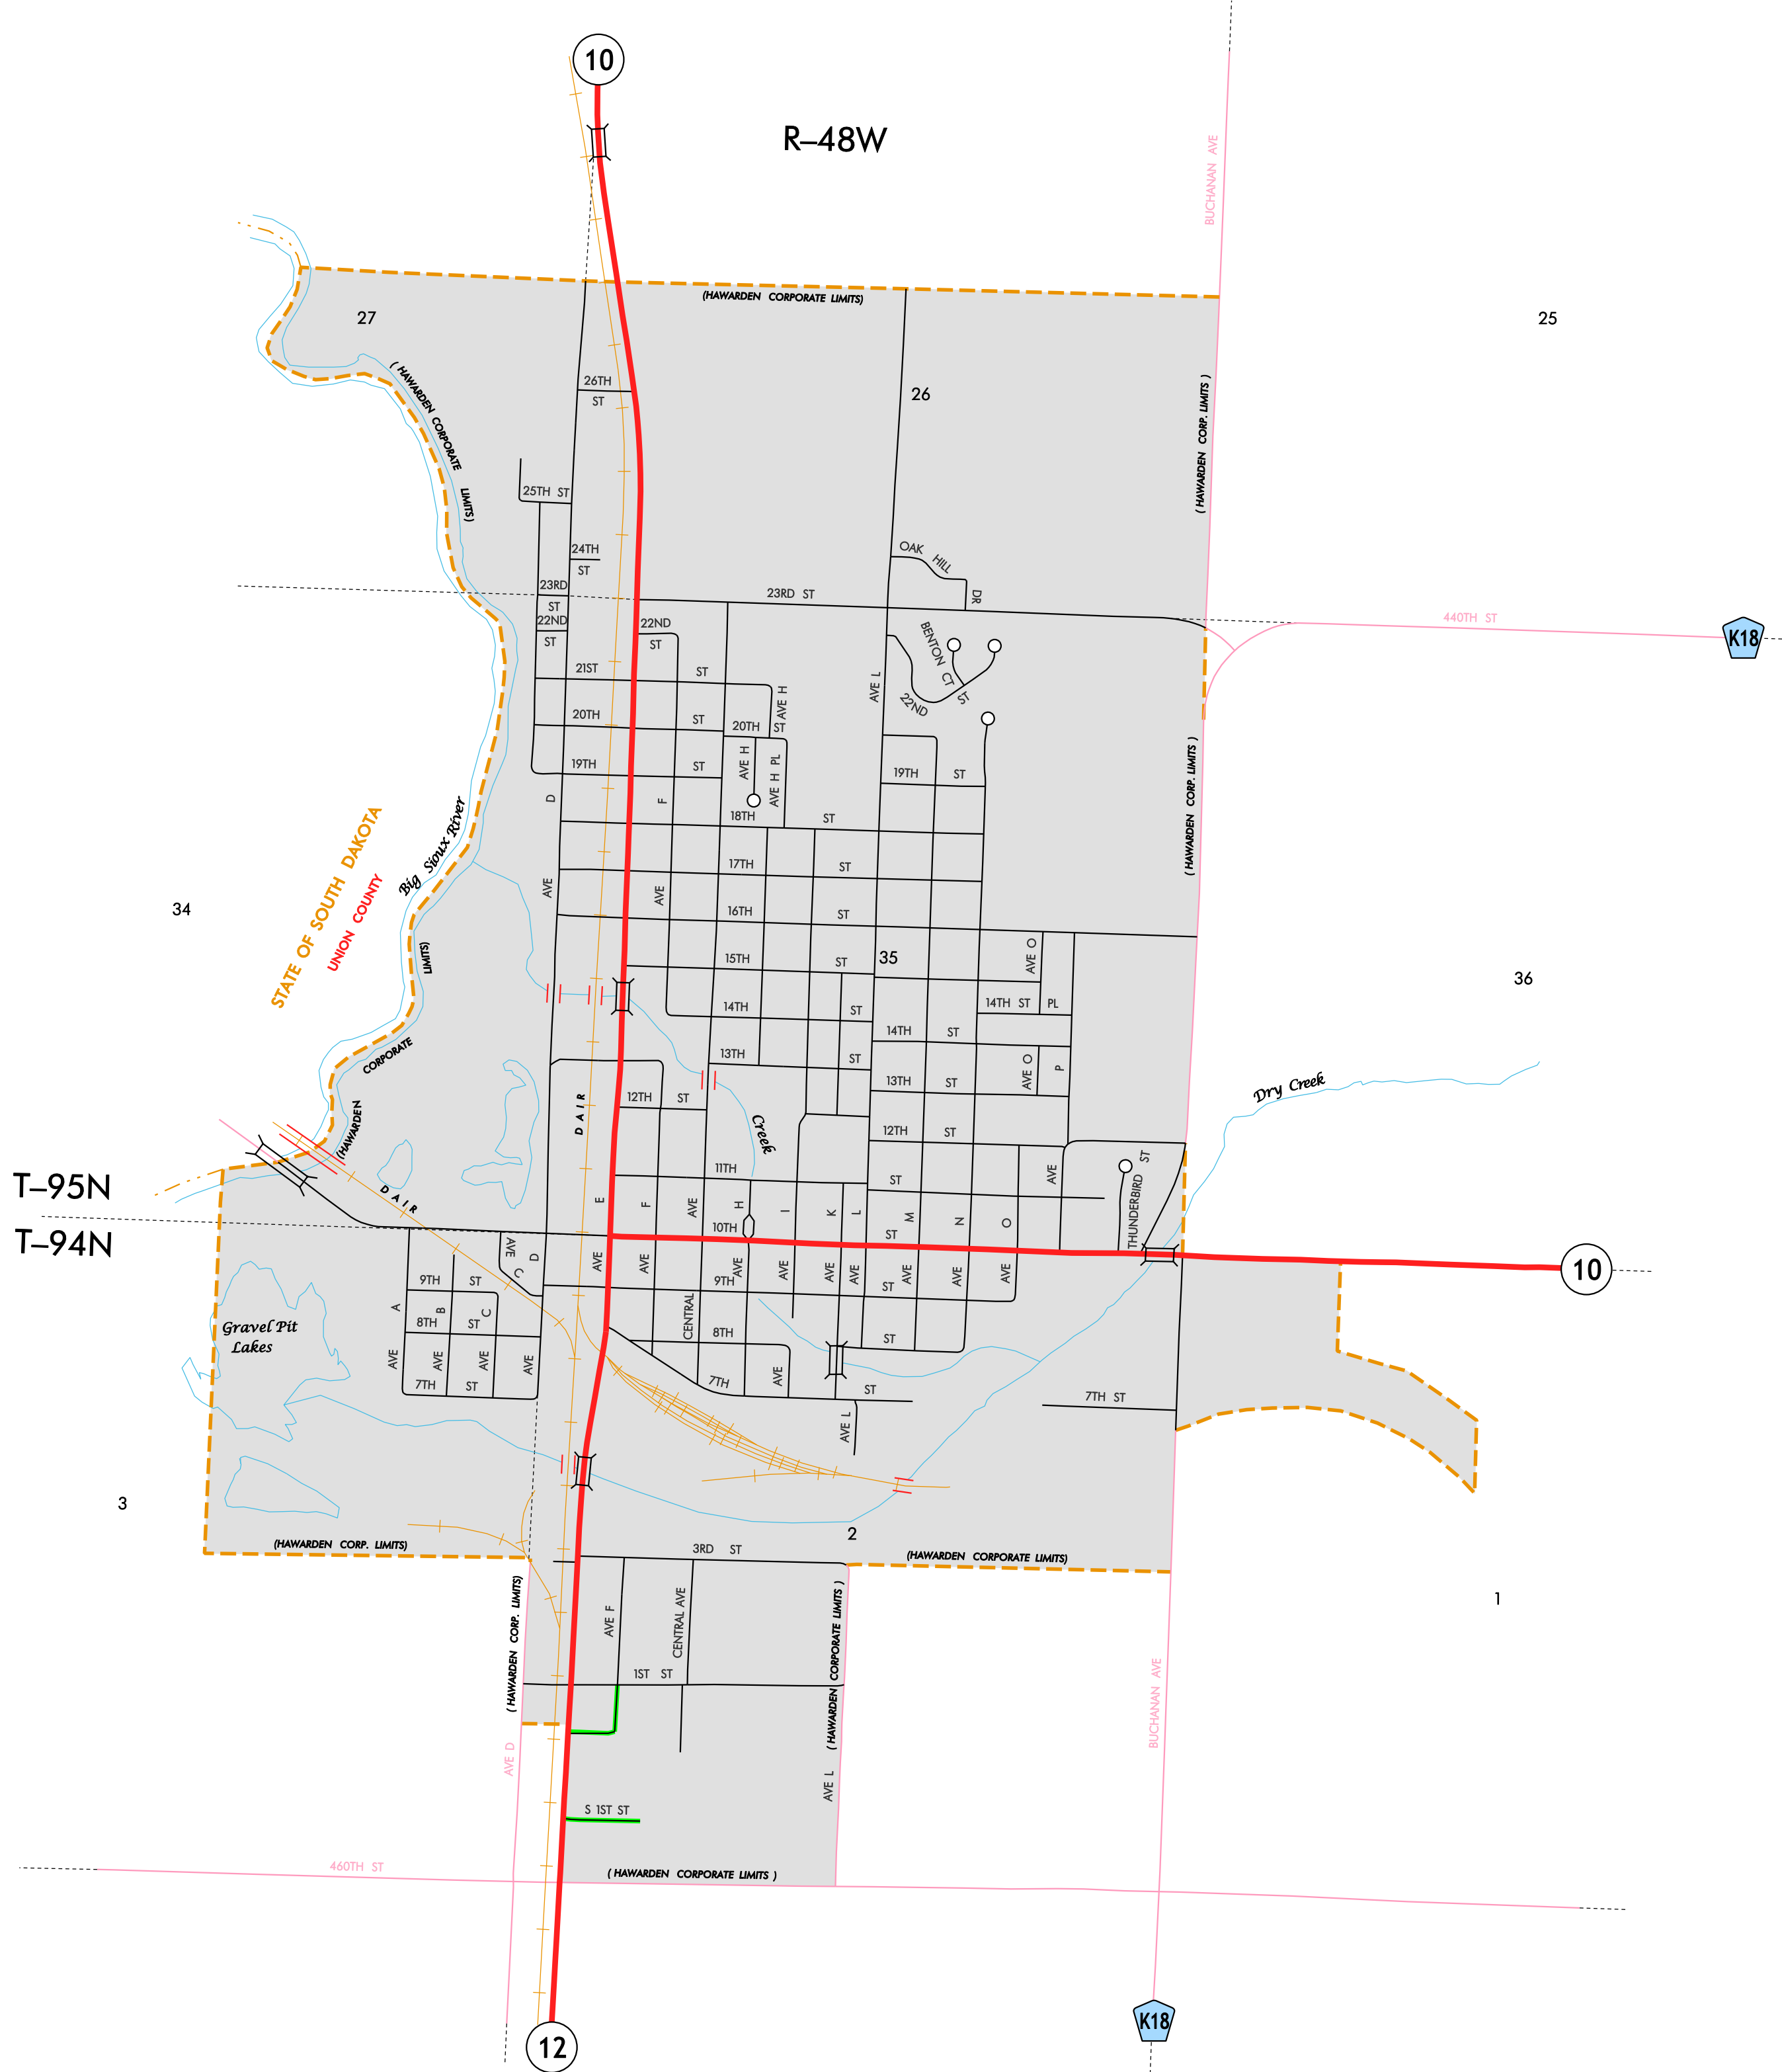 10
R–48W
BUCHANAN AVE
(HAWARDEN CORPORATE LIMITS)
27
25
( HAWARDEN CORPORATE LIMITS)
26TH ST
26
( HAWARDEN CORP. LIMITS )
25TH ST
24TH ST
OAK HILL DR
23RD ST
23RD ST
440TH ST
K18
22ND ST
22ND ST
BENTON CT
21ST ST
AVE H
AVE L
22ND ST
20TH ST
20TH ST
19TH ST
AVE H
AVE H PL
19TH ST
( HAWARDEN CORP. LIMITS )
AVE D
AVE F
18TH ST
STATE OF SOUTH DAKOTA
UNION COUNTY
Big Sioux River
17TH ST
34
16TH ST
15TH ST
35
AVE O
36
14TH ST
14TH ST PL
14TH ST
13TH ST
AVE O
P
13TH ST
(HAWARDEN CORPORATE LIMITS)
DAIR
12TH ST
Creek
Dry Creek
12TH ST
11TH ST
AVE
THUNDERBIRD ST
T–95N
DAIR
T–94N
10TH ST
AVE C
D
AVE E
AVE F
AVE
H
AVE
AVE I
AVE K
AVE L
AVE M
AVE N
AVE O
10
9TH ST
9TH ST
CENTRAL
AVE A
AVE B
AVE C
AVE
8TH ST
8TH ST
Gravel Pit
Lakes
7TH ST
7TH ST
AVE
7TH ST
AVE L
3
2
(HAWARDEN CORP. LIMITS)
3RD ST
(HAWARDEN CORPORATE LIMITS)
1
( HAWARDEN CORP. LIMITS)
AVE F
CENTRAL AVE
( HAWARDEN CORPORATE LIMITS )
1ST ST
BUCHANAN AVE
AVE D
AVE L
S 1ST ST
460TH ST
( HAWARDEN CORPORATE LIMITS )
K18
12